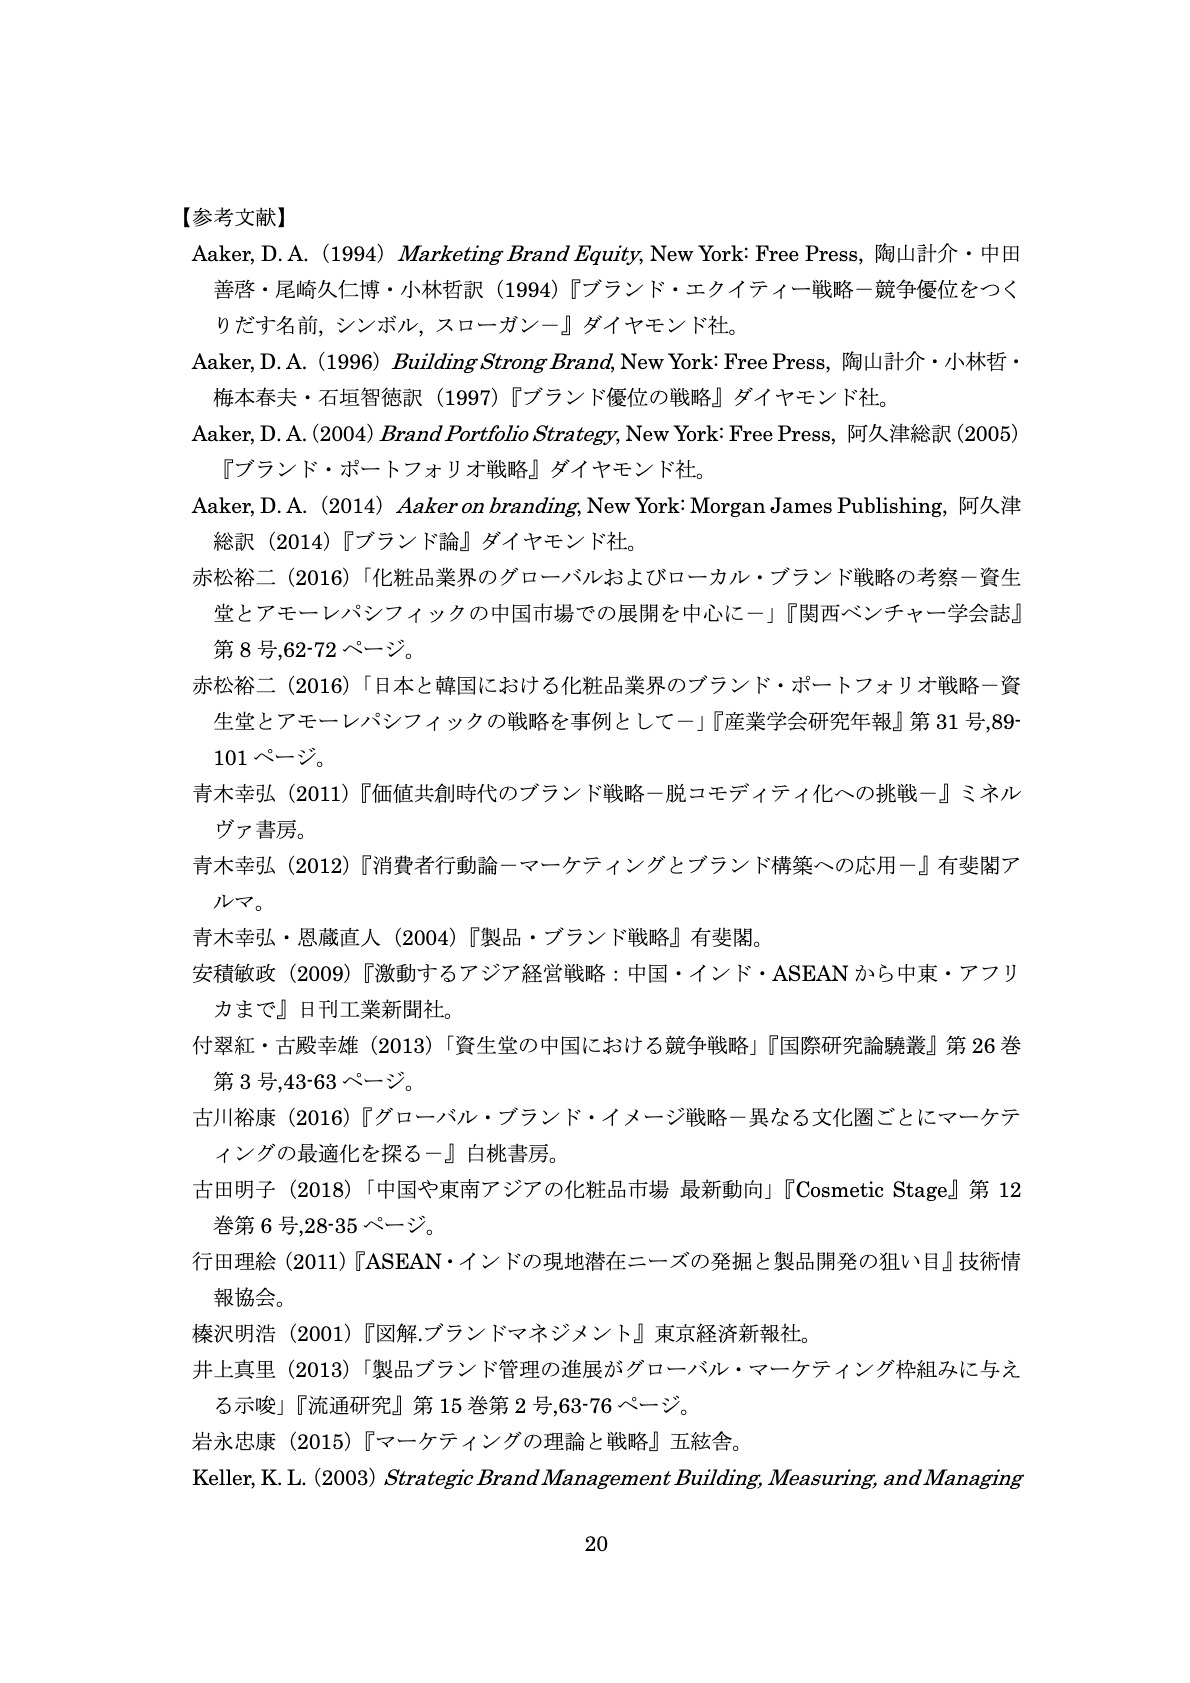 【参考文献】
Aaker, D. A.（1994）Marketing Brand Equity, New York: Free Press, 陶山計介・中田
善啓・尾崎久仁博・小林哲訳（1994）『ブランド・エクイティー戦略－競争優位をつく
りだす名前, シンボル, スローガン－』ダイヤモンド社。
Aaker, D. A.（1996）Building Strong Brand, New York: Free Press, 陶山計介・小林哲・
梅本春夫・石垣智徳訳（1997）『ブランド優位の戦略』ダイヤモンド社。
Aaker, D. A.（2004）Brand Portfolio Strategy, New York: Free Press, 阿久津総訳（2005）
『ブランド・ポートフォリオ戦略』ダイヤモンド社。
Aaker, D. A.（2014）Aaker on branding, New York: Morgan James Publishing, 阿久津
総訳（2014）『ブランド論』ダイヤモンド社。
赤松裕二（2016）「化粧品業界のグローバルおよびローカル・ブランド戦略の考察－資生
堂とアモーレパシフィックの中国市場での展開を中心に－」『関西ベンチャー学会誌』
第 8 号,62-72 ページ。
赤松裕二（2016）「日本と韓国における化粧品業界のブランド・ポートフォリオ戦略－資
生堂とアモーレパシフィックの戦略を事例として－」『産業学会研究年報』第 31 号,89-
101 ページ。
青木幸弘（2011）『価値共創時代のブランド戦略－脱コモディティ化への挑戦－』ミネル
ヴァ書房。
青木幸弘（2012）『消費者行動論－マーケティングとブランド構築への応用－』有斐閣ア
ルマ。
青木幸弘・恩蔵直人（2004）『製品・ブランド戦略』有斐閣。
安積敏政（2009）『激動するアジア経営戦略 : 中国・インド・ASEAN から中東・アフリ
カまで』日刊工業新聞社。
付翠紅・古殿幸雄（2013）「資生堂の中国における競争戦略」『国際研究論驍叢』第 26 巻
第 3 号,43-63 ページ。
古川裕康（2016）『グローバル・ブランド・イメージ戦略－異なる文化圏ごとにマーケテ
ィングの最適化を探る－』白桃書房。
古田明子（2018）「中国や東南アジアの化粧品市場 最新動向」『Cosmetic Stage』第 12
巻第 6 号,28-35 ページ。
行田理絵（2011）『ASEAN・インドの現地潜在ニーズの発掘と製品開発の狙い目』技術情
報協会。
榛沢明浩（2001）『図解.ブランドマネジメント』東京経済新報社。
井上真里（2013）「製品ブランド管理の進展がグローバル・マーケティング枠組みに与え
る示唆」『流通研究』第 15 巻第 2 号,63-76 ページ。
岩永忠康（2015）『マーケティングの理論と戦略』五絃舎。
Keller, K. L.（2003）Strategic Brand Management Building, Measuring, and Managing
20